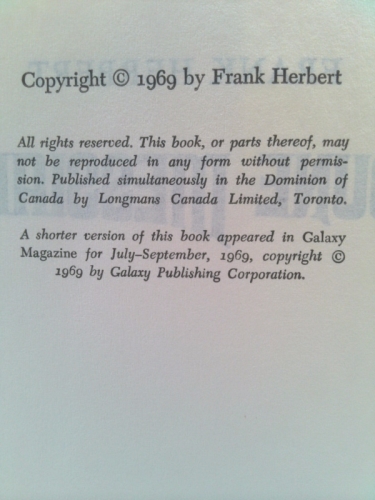 Copyright © 1969 by Frank Herbert
All rights reserved. This book, or parts thereof, may
not be reproduced in any form without permis-
sion. Published simultaneously in the Dominion of
Canada by Longmans Canada Limited, Toronto.
A shorter version of this book appeared in Galaxy
Magazine for July–September, 1969, copyright ©
1969 by Galaxy Publishing Corporation.